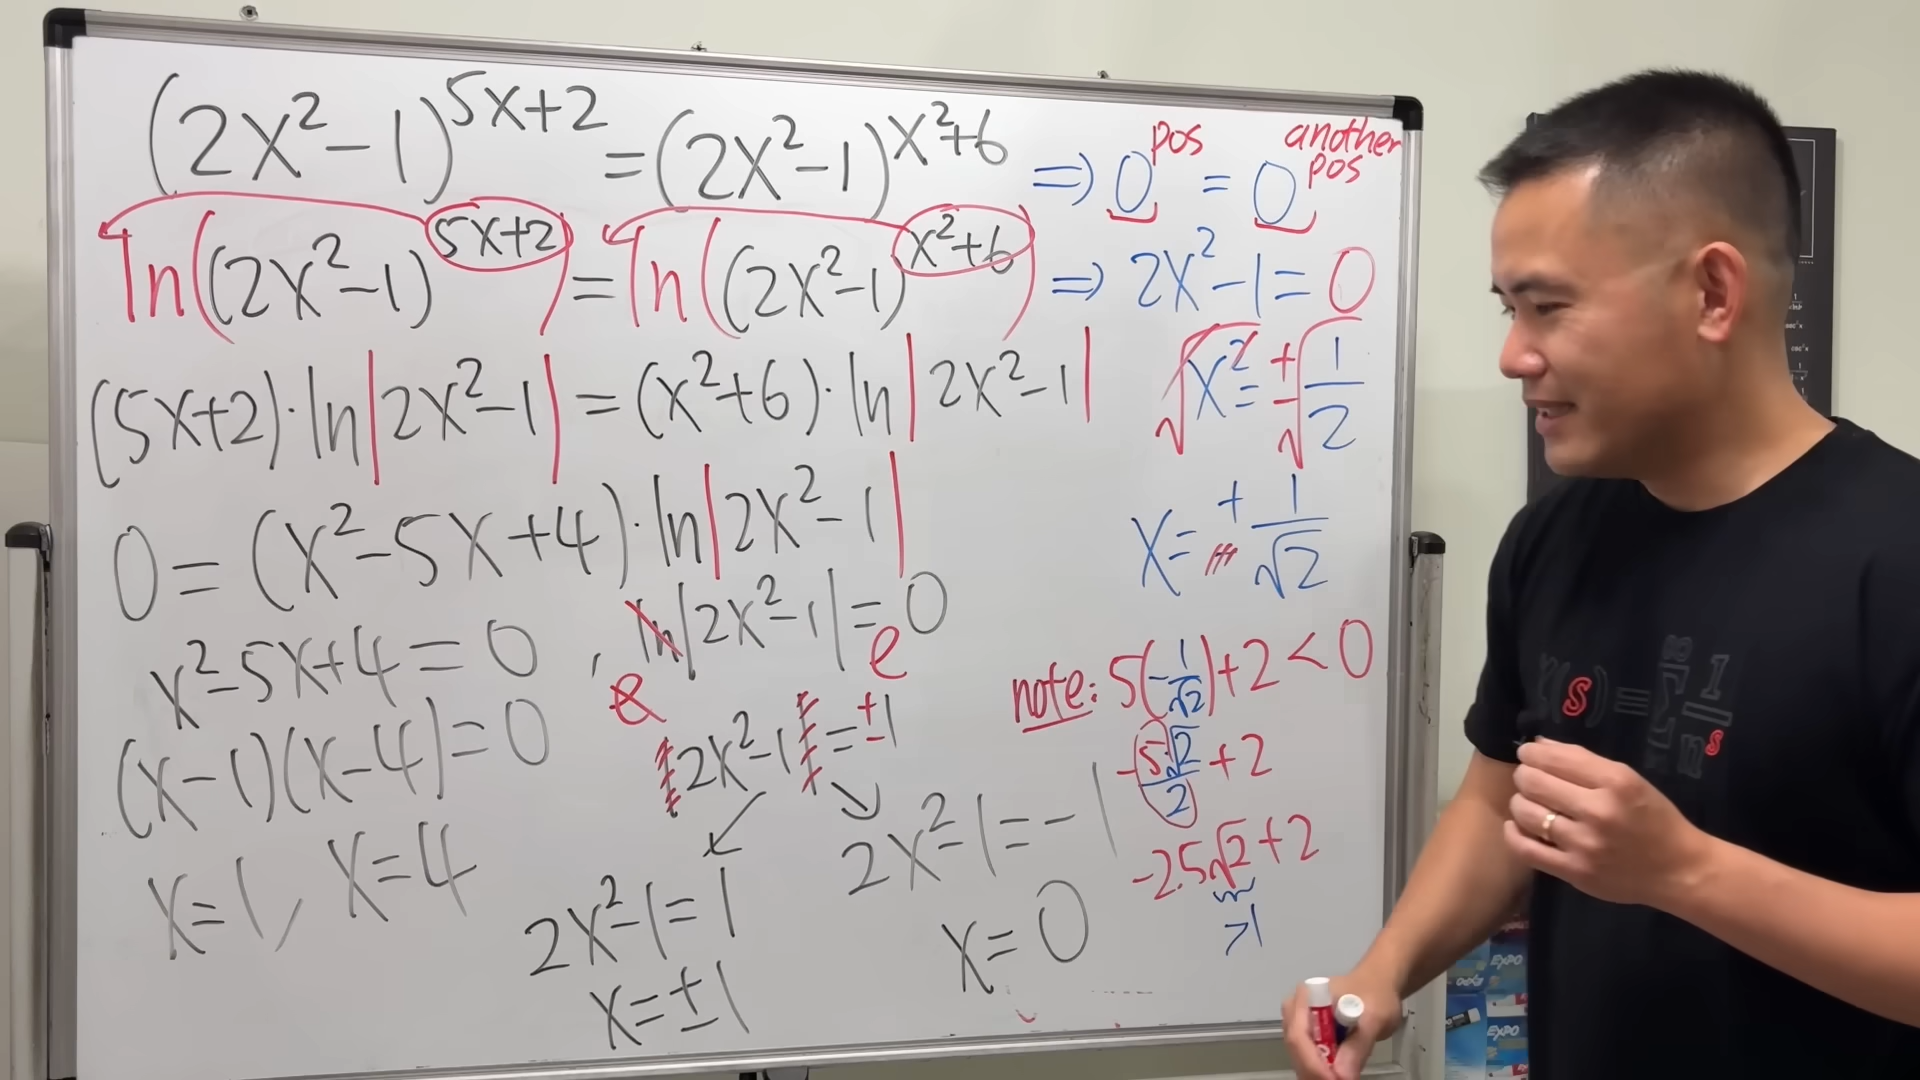 (2x²-1)^(5x+2) = (2x²-1)^(x²+6) ⇒ 0^pos = 0^another pos
ln((2x²-1)^(5x+2)) = ln((2x²-1)^(x²+6)) ⇒ 2x²-1=0
(5x+2)·ln|2x²-1| = (x²+6)·ln|2x²-1|
√x² = ±√(1/2)
0 = (x²-5x+4)·ln|2x²-1|
x = + 1/√2
x²-5x+4=0 , ln|2x²-1|=0
e e
(x-1)(x-4)=0
|2x²-1|=±1
x=1, x=4
2x²-1=1
x=±1
2x²-1=-1
x=0
note: 5(-1/√2)+2<0
-5√2/2 +2
-2.5√2+2
>1
(s)=∑ 1/n^s
EXPO
EXPO